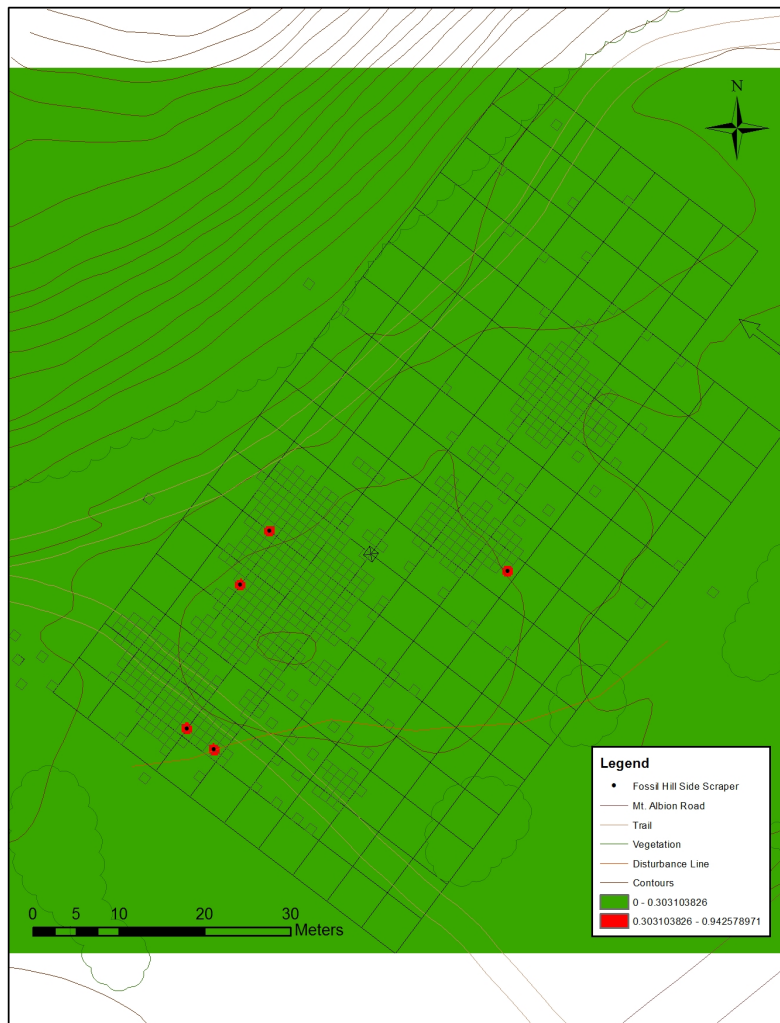 N
Legend
Fossil Hill Side Scraper
Mt. Albion Road
Trail
Vegetation
Disturbance Line
Contours
0 - 0.303103826
0.303103826 - 0.942578971
0 5 10 20 30
Meters